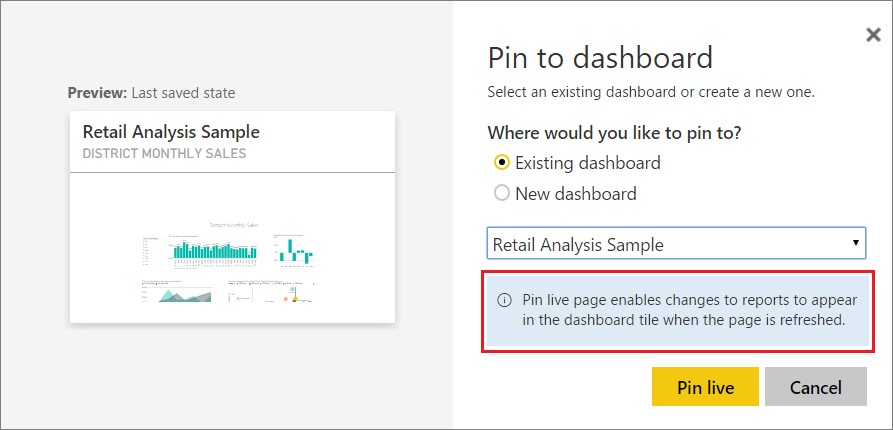 Preview: Last saved state
Retail Analysis Sample
DISTRICT MONTHLY SALES
District Monthly Sales
Pin to dashboard
Select an existing dashboard or create a new one.
Where would you like to pin to?
Existing dashboard
New dashboard
Retail Analysis Sample
Pin live page enables changes to reports to appear
in the dashboard tile when the page is refreshed.
Pin live
Cancel